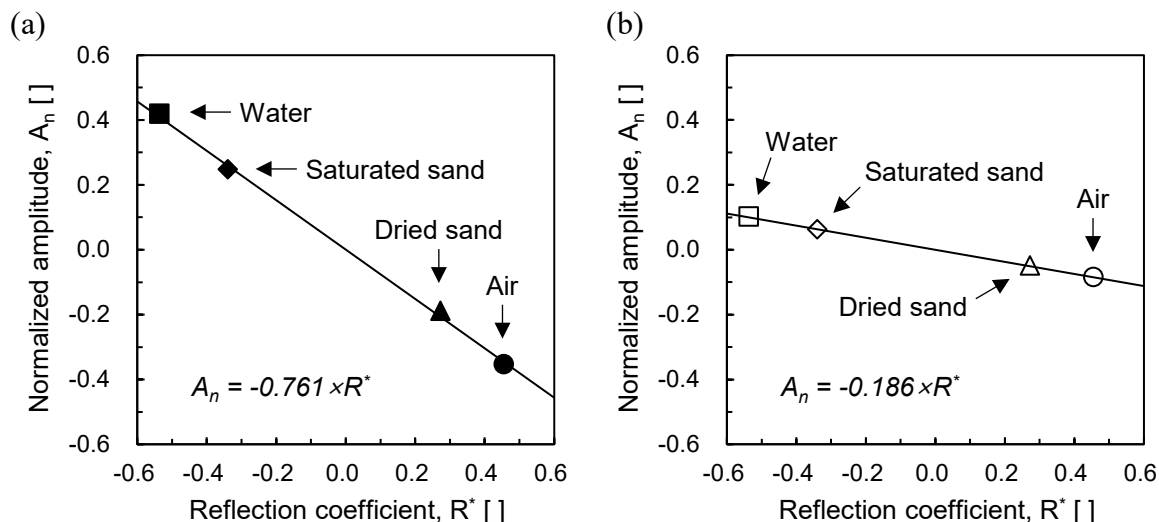 (a)
Normalized amplitude, Aₙ [ ]
0.6
0.4
0.2
0.0
-0.2
-0.4
-0.6
Water
Saturated sand
Dried sand
Air
Aₙ = -0.761×R*
-0.6 -0.4 -0.2 0.0 0.2 0.4 0.6
Reflection coefficient, R* [ ]
(b)
Normalized amplitude, Aₙ [ ]
0.6
0.4
0.2
0.0
-0.2
-0.4
-0.6
Water
Saturated sand
Air
Dried sand
Aₙ = -0.186×R*
-0.6 -0.4 -0.2 0.0 0.2 0.4 0.6
Reflection coefficient, R* [ ]